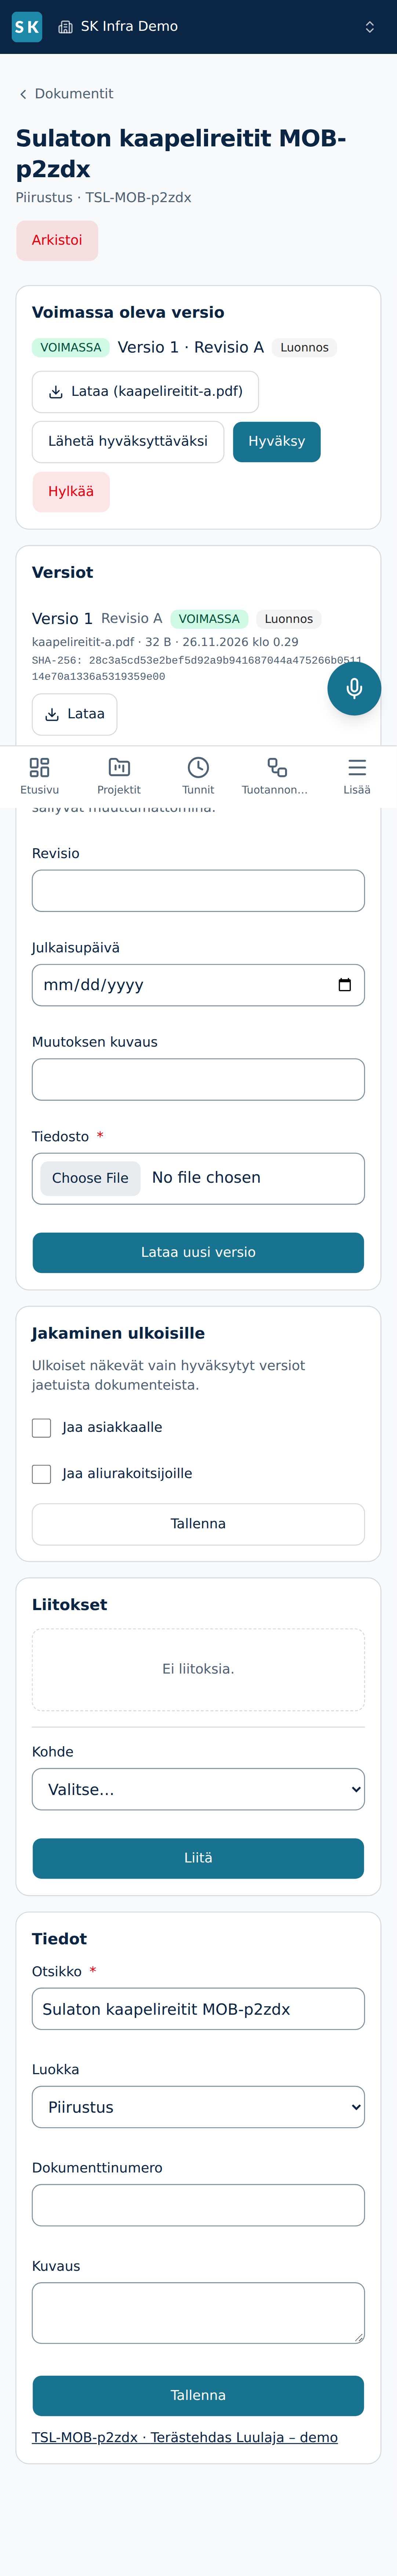 SK SK Infra Demo
Dokumentit
Sulaton kaapelireitit MOB-
p2zdx
Piirustus · TSL-MOB-p2zdx
Arkistoi
Voimassa oleva versio
VOIMASSA Versio 1 · Revisio A Luonnos
Lataa (kaapelireitit-a.pdf)
Lähetä hyväksyttäväksi Hyväksy
Hylkää
Versiot
Versio 1 Revisio A VOIMASSA Luonnos
kaapelireitit-a.pdf · 32 B · 26.11.2026 klo 0.29
SHA-256: 28c3a5cd53e2bef5d92a9b941687044a475266b0511
14e70a1336a5319359e00
Lataa
Etusivu Projektit Tunnit Tuotannon... Lisää
säilyvät muuttumattomina.
Revisio
Julkaisupäivä
mm/dd/yyyy
Muutoksen kuvaus
Tiedosto *
Choose File No file chosen
Lataa uusi versio
Jakaminen ulkoisille
Ulkoiset näkevät vain hyväksytyt versiot
jaetuista dokumenteista.
Jaa asiakkaalle
Jaa aliurakoitsijoille
Tallenna
Liitokset
Ei liitoksia.
Kohde
Valitse...
Liitä
Tiedot
Otsikko *
Sulaton kaapelireitit MOB-p2zdx
Luokka
Piirustus
Dokumenttinumero
Kuvaus
Tallenna
TSL-MOB-p2zdx · Terästehdas Luulaja – demo